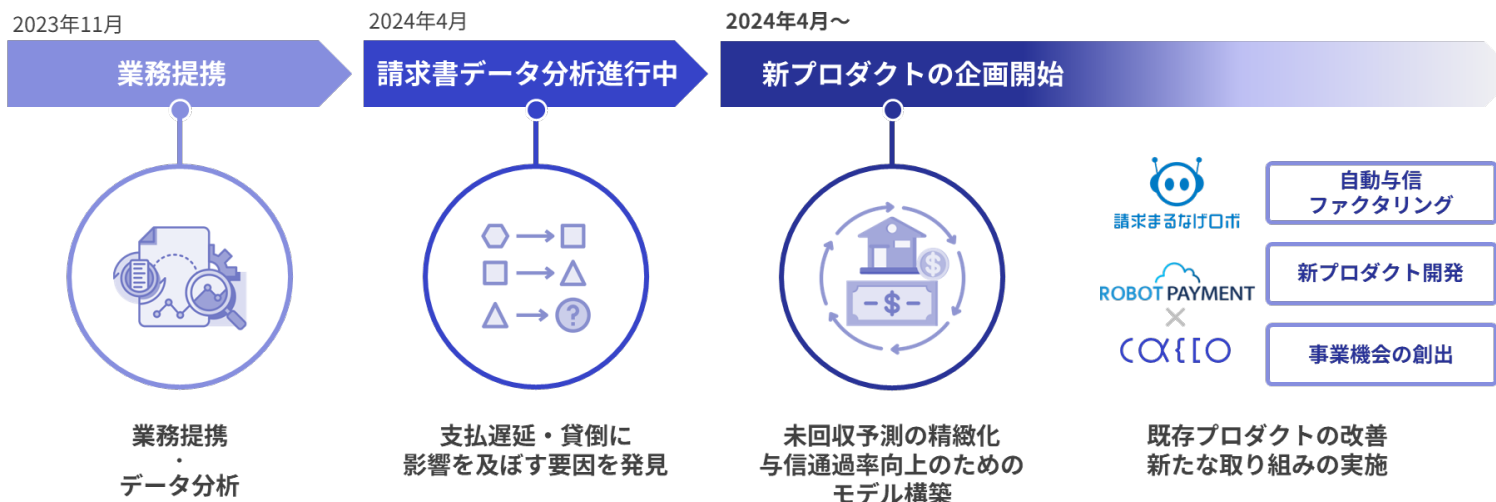 2023年11月
業務提携
業務提携
・
データ分析
2024年4月
請求書データ分析進行中
?
支払遅延・貸倒に
影響を及ぼす要因を発見
2024年4月～
新プロダクトの企画開始
$
-$-
未回収予測の精緻化
与信通過率向上のための
モデル構築
請求まるなげロボ
ROBOT PAYMENT
×
自動与信
ファクタリング
新プロダクト開発
事業機会の創出
既存プロダクトの改善
新たな取り組みの実施